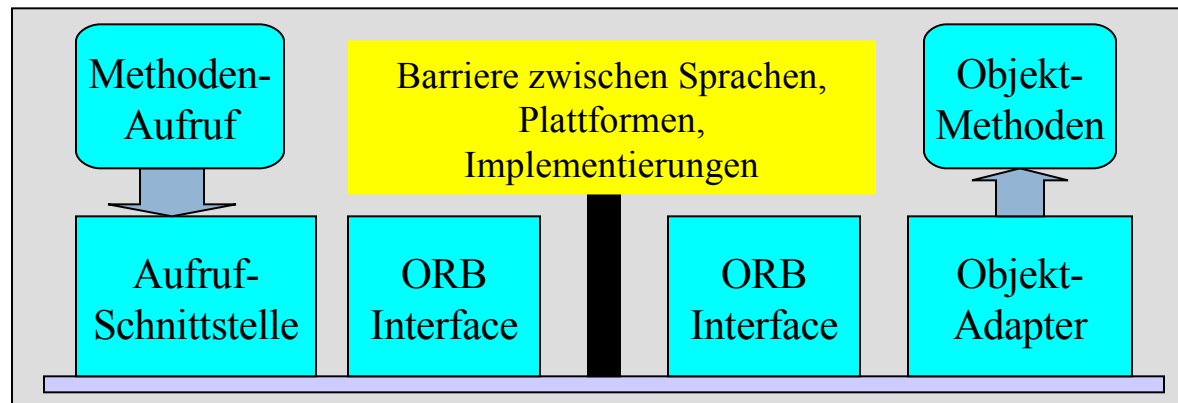 Methoden-
Aufruf
Barriere zwischen Sprachen,
Plattformen,
Implementierungen
Objekt-
Methoden
Aufruf-
Schnittstelle
ORB
Interface
ORB
Interface
Objekt-
Adapter